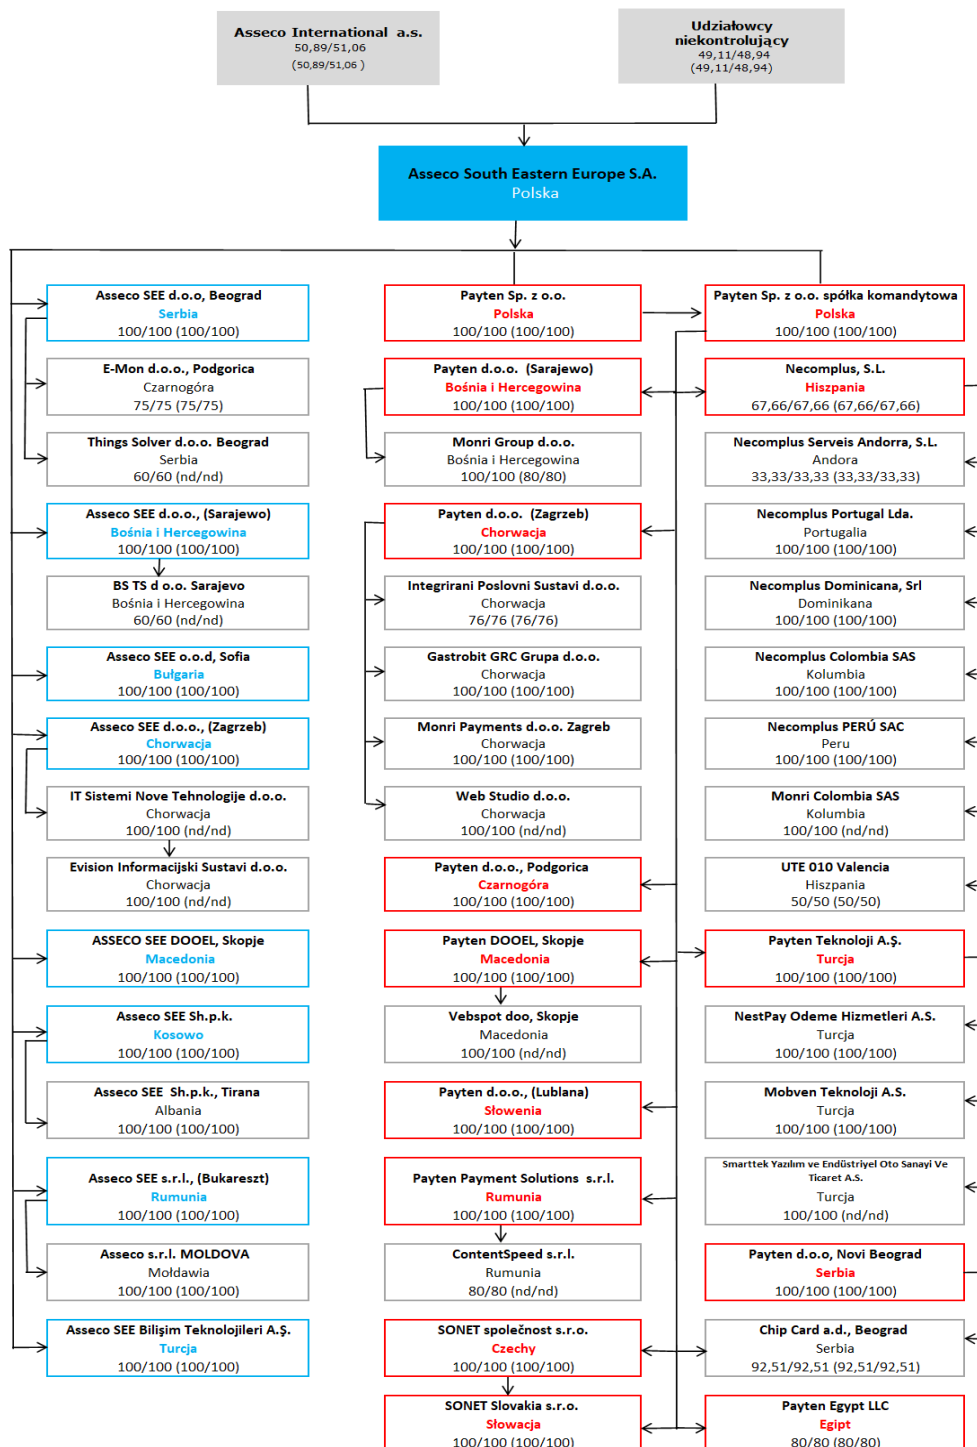 Asseco International a.s.
50,89/51,06
(50,89/51,06 )
Udziałowcy
niekontrolujący
49,11/48,94
(49,11/48,94)
Asseco South Eastern Europe S.A.
Polska
Asseco SEE d.o.o, Beograd
Serbia
100/100 (100/100)
E-Mon d.o.o., Podgorica
Czarnogóra
75/75 (75/75)
Things Solver d.o.o. Beograd
Serbia
60/60 (nd/nd)
Asseco SEE d.o.o., (Sarajewo)
Bośnia i Hercegowina
100/100 (100/100)
BS TS d o.o. Sarajevo
Bośnia i Hercegowina
60/60 (nd/nd)
Asseco SEE o.o.d, Sofia
Bułgaria
100/100 (100/100)
Asseco SEE d.o.o., (Zagrzeb)
Chorwacja
100/100 (100/100)
IT Sistemi Nove Tehnologije d.o.o.
Chorwacja
100/100 (nd/nd)
Evision Informacijski Sustavi d.o.o.
Chorwacja
100/100 (nd/nd)
ASSECO SEE DOOEL, Skopje
Macedonia
100/100 (100/100)
Asseco SEE Sh.p.k.
Kosowo
100/100 (100/100)
Asseco SEE Sh.p.k., Tirana
Albania
100/100 (100/100)
Asseco SEE s.r.l., (Bukareszt)
Rumunia
100/100 (100/100)
Asseco s.r.l. MOLDOVA
Mołdawia
100/100 (100/100)
Asseco SEE Bilişim Teknolojileri A.Ş.
Turcja
100/100 (100/100)
Payten Sp. z o.o.
Polska
100/100 (100/100)
Payten d.o.o. (Sarajewo)
Bośnia i Hercegowina
100/100 (100/100)
Monri Group d.o.o.
Bośnia i Hercegowina
100/100 (80/80)
Payten d.o.o. (Zagrzeb)
Chorwacja
100/100 (100/100)
Integrirani Poslovni Sustavi d.o.o.
Chorwacja
76/76 (76/76)
Gastrobit GRC Grupa d.o.o.
Chorwacja
100/100 (100/100)
Monri Payments d.o.o. Zagreb
Chorwacja
100/100 (100/100)
Web Studio d.o.o.
Chorwacja
100/100 (nd/nd)
Payten d.o.o., Podgorica
Czarnogóra
100/100 (100/100)
Payten DOOEL, Skopje
Macedonia
100/100 (100/100)
Vebspot doo, Skopje
Macedonia
100/100 (nd/nd)
Payten d.o.o., (Lublana)
Słowenia
100/100 (100/100)
Payten Payment Solutions s.r.l.
Rumunia
100/100 (100/100)
ContentSpeed s.r.l.
Rumunia
80/80 (nd/nd)
SONET společnost s.r.o.
Czechy
100/100 (100/100)
SONET Slovakia s.r.o.
Słowacja
100/100 (100/100)
Payten Sp. z o.o. spółka komandytowa
Polska
100/100 (100/100)
Necomplus, S.L.
Hiszpania
67,66/67,66 (67,66/67,66)
Necomplus Serveis Andorra, S.L.
Andora
33,33/33,33 (33,33/33,33)
Necomplus Portugal Lda.
Portugalia
100/100 (100/100)
Necomplus Dominicana, Srl
Dominikana
100/100 (100/100)
Necomplus Colombia SAS
Kolumbia
100/100 (100/100)
Necomplus PERÚ SAC
Peru
100/100 (100/100)
Monri Colombia SAS
Kolumbia
100/100 (nd/nd)
UTE 010 Valencia
Hiszpania
50/50 (50/50)
Payten Teknoloji A.Ş.
Turcja
100/100 (100/100)
NestPay Odeme Hizmetleri A.S.
Turcja
100/100 (100/100)
Mobven Teknoloji A.S.
Turcja
100/100 (100/100)
Smarttek Yazılım ve Endüstriyel Oto Sanayi Ve
Ticaret A.S.
Turcja
100/100 (nd/nd)
Payten d.o.o, Novi Beograd
Serbia
100/100 (100/100)
Chip Card a.d., Beograd
Serbia
92,51/92,51 (92,51/92,51)
Payten Egypt LLC
Egipt
80/80 (80/80)